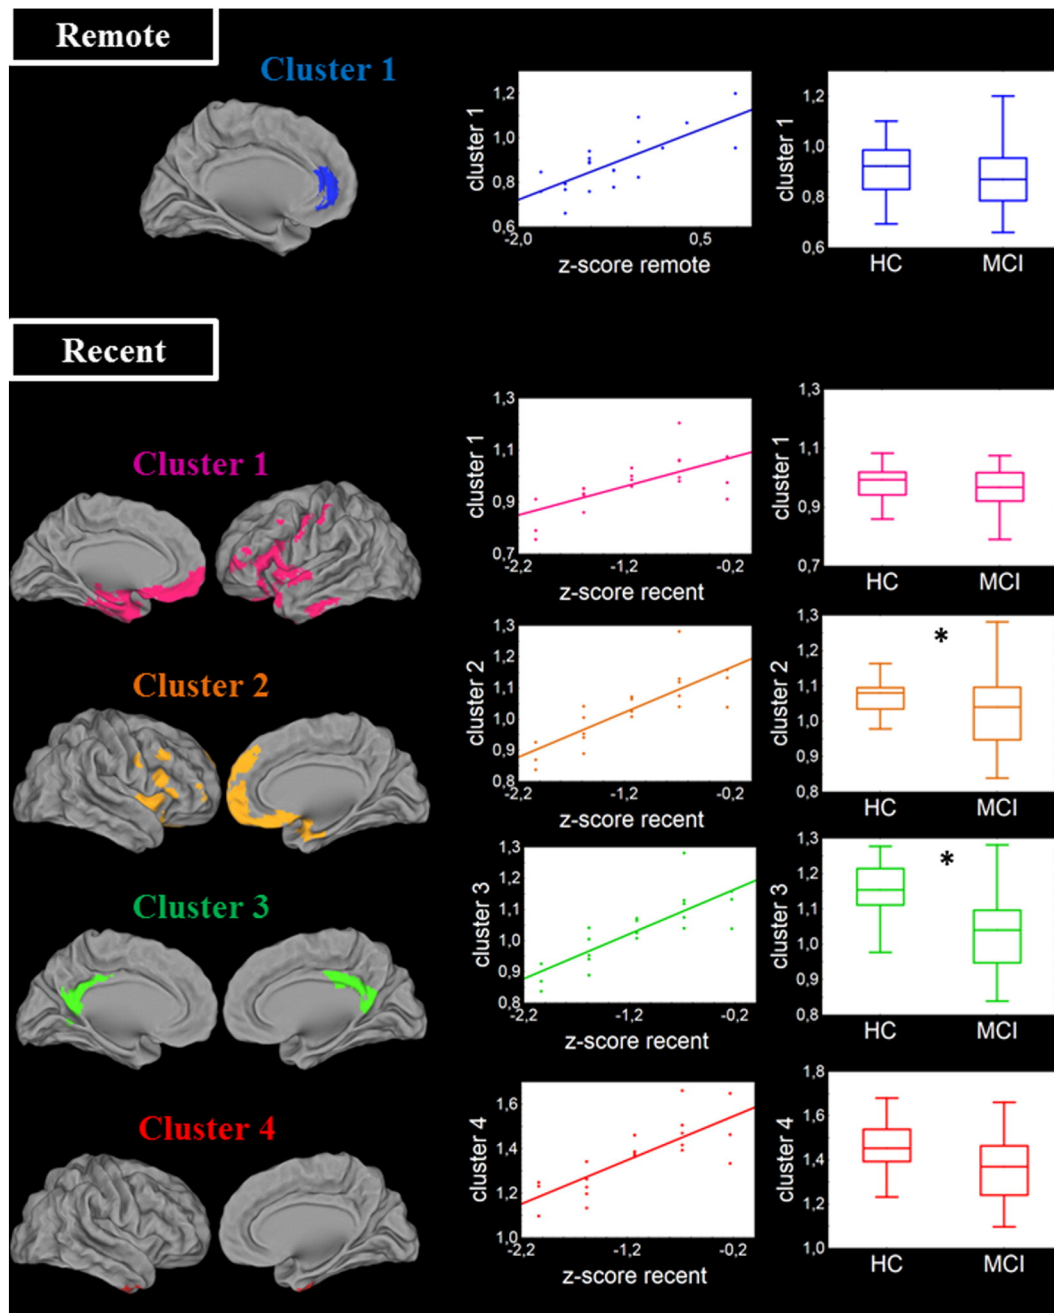 Remote
Cluster 1
cluster 1
1,2
1,0
0,8
0,6
-2,0
0,5
z-score remote
cluster 1
1,2
1,0
0,8
0,6
HC
MCI
Recent
Cluster 1
cluster 1
1,3
1,1
0,9
0,7
-2,2
-1,2
-0,2
z-score recent
cluster 1
1,3
1,1
0,9
0,7
HC
MCI
Cluster 2
cluster 2
1,3
1,2
1,1
1,0
0,9
0,8
-2,2
-1,2
-0,2
z-score recent
cluster 2
1,3
1,2
1,1
1,0
0,9
0,8
*
HC
MCI
Cluster 3
cluster 3
1,3
1,2
1,1
1,0
0,9
0,8
-2,2
-1,2
-0,2
z-score recent
cluster 3
1,3
1,2
1,1
1,0
0,9
0,8
*
HC
MCI
Cluster 4
cluster 4
1,6
1,4
1,2
1,0
-2,2
-1,2
-0,2
z-score recent
cluster 4
1,8
1,6
1,4
1,2
1,0
HC
MCI